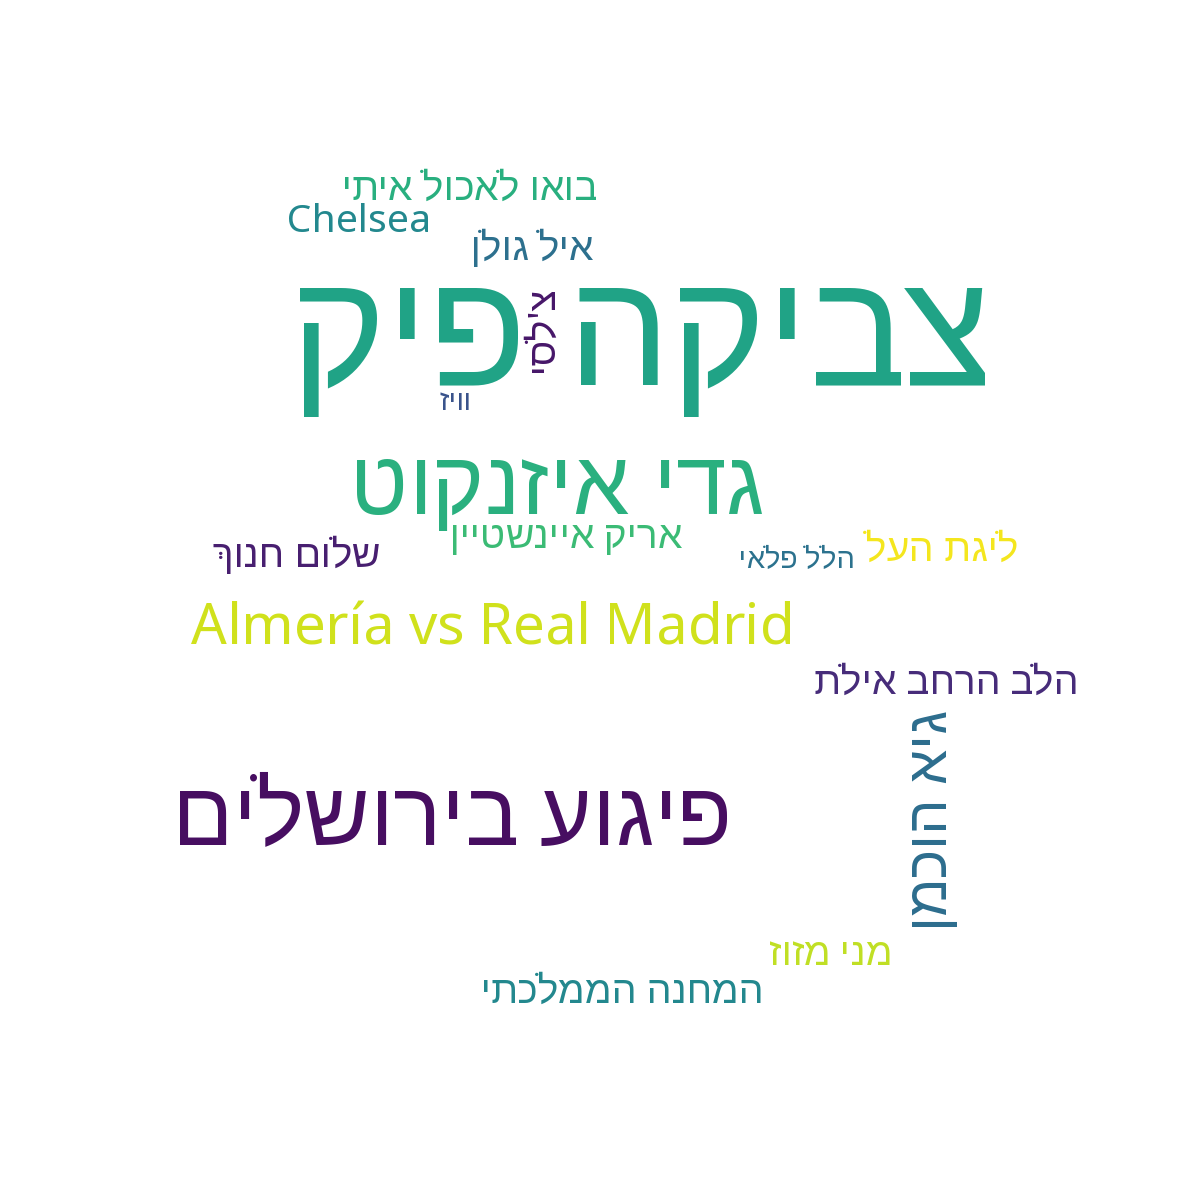 בואו לאכול איתי
Chelsea
איל גולן
צביקה פיק
צ'לסי
וויז
גדי איזנקוט
אריק איינשטיין
שלום חנוך
הלל פלאי
ליגת העל
Almería vs Real Madrid
הלב הרחב אילת
גיא הוכמן
פיגוע בירושלים
מני מזוז
המחנה הממלכתי